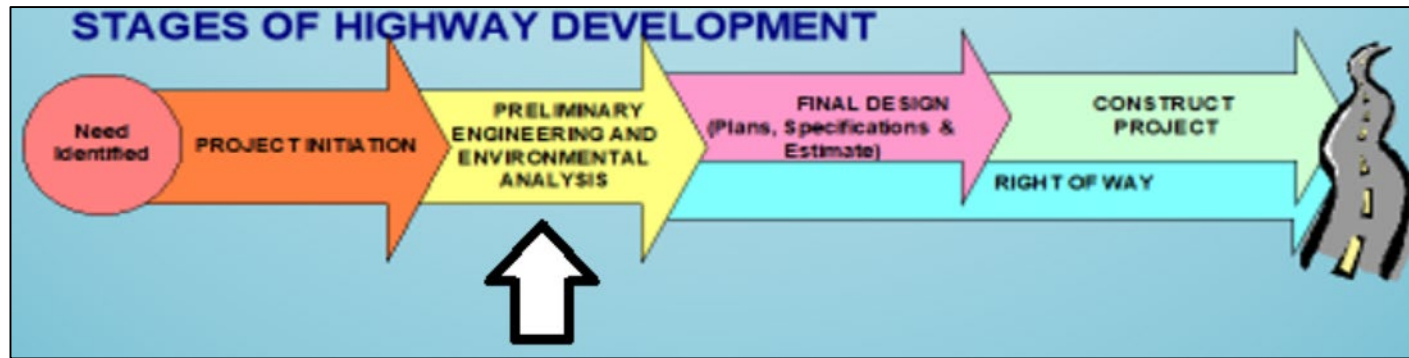 STAGES OF HIGHWAY DEVELOPMENT
Need
Identified
PROJECT INITIATION
PRELIMINARY
ENGINEERING AND
ENVIRONMENTAL
ANALYSIS
FINAL DESIGN
(Plans, Specifications &
Estimate)
CONSTRUCT
PROJECT
RIGHT OF WAY